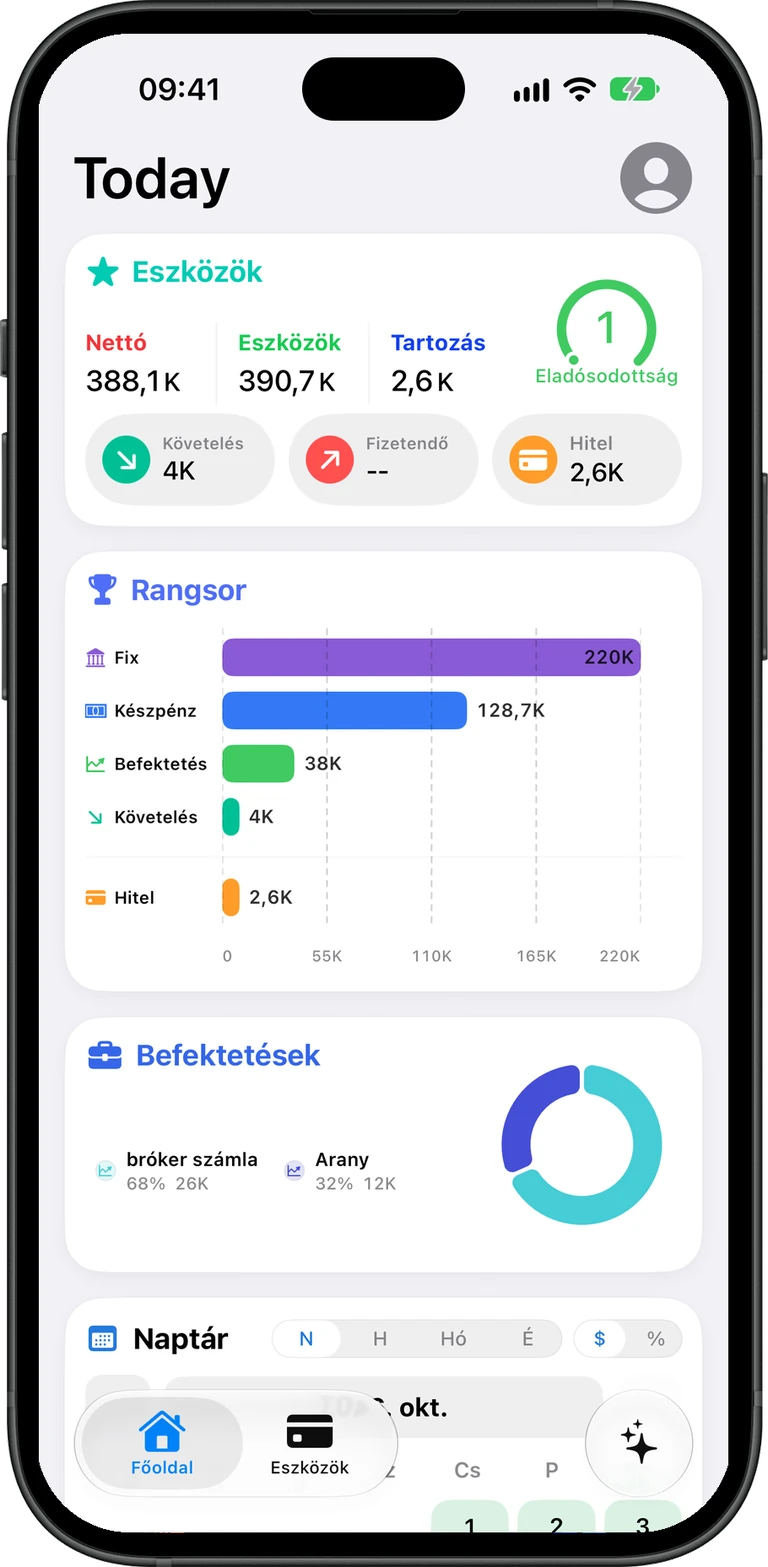 09:41
Today
Eszközök
1
Eladósodottság
Nettó Eszközök Tartozás
388,1K 390,7K 2,6K
Követelés
4K
Fizetendő
--
Hitel
2,6K
Rangsor
Fix 220K
Készpénz 128,7K
Befektetés 38K
Követelés 4K
Hitel 2,6K
0 55K 110K 165K 220K
Befektetések
bróker számla
68% 26K
Arany
32% 12K
Naptár N H Hó É $ %
okt.
Cs P
Főoldal Eszközök
1 2 3